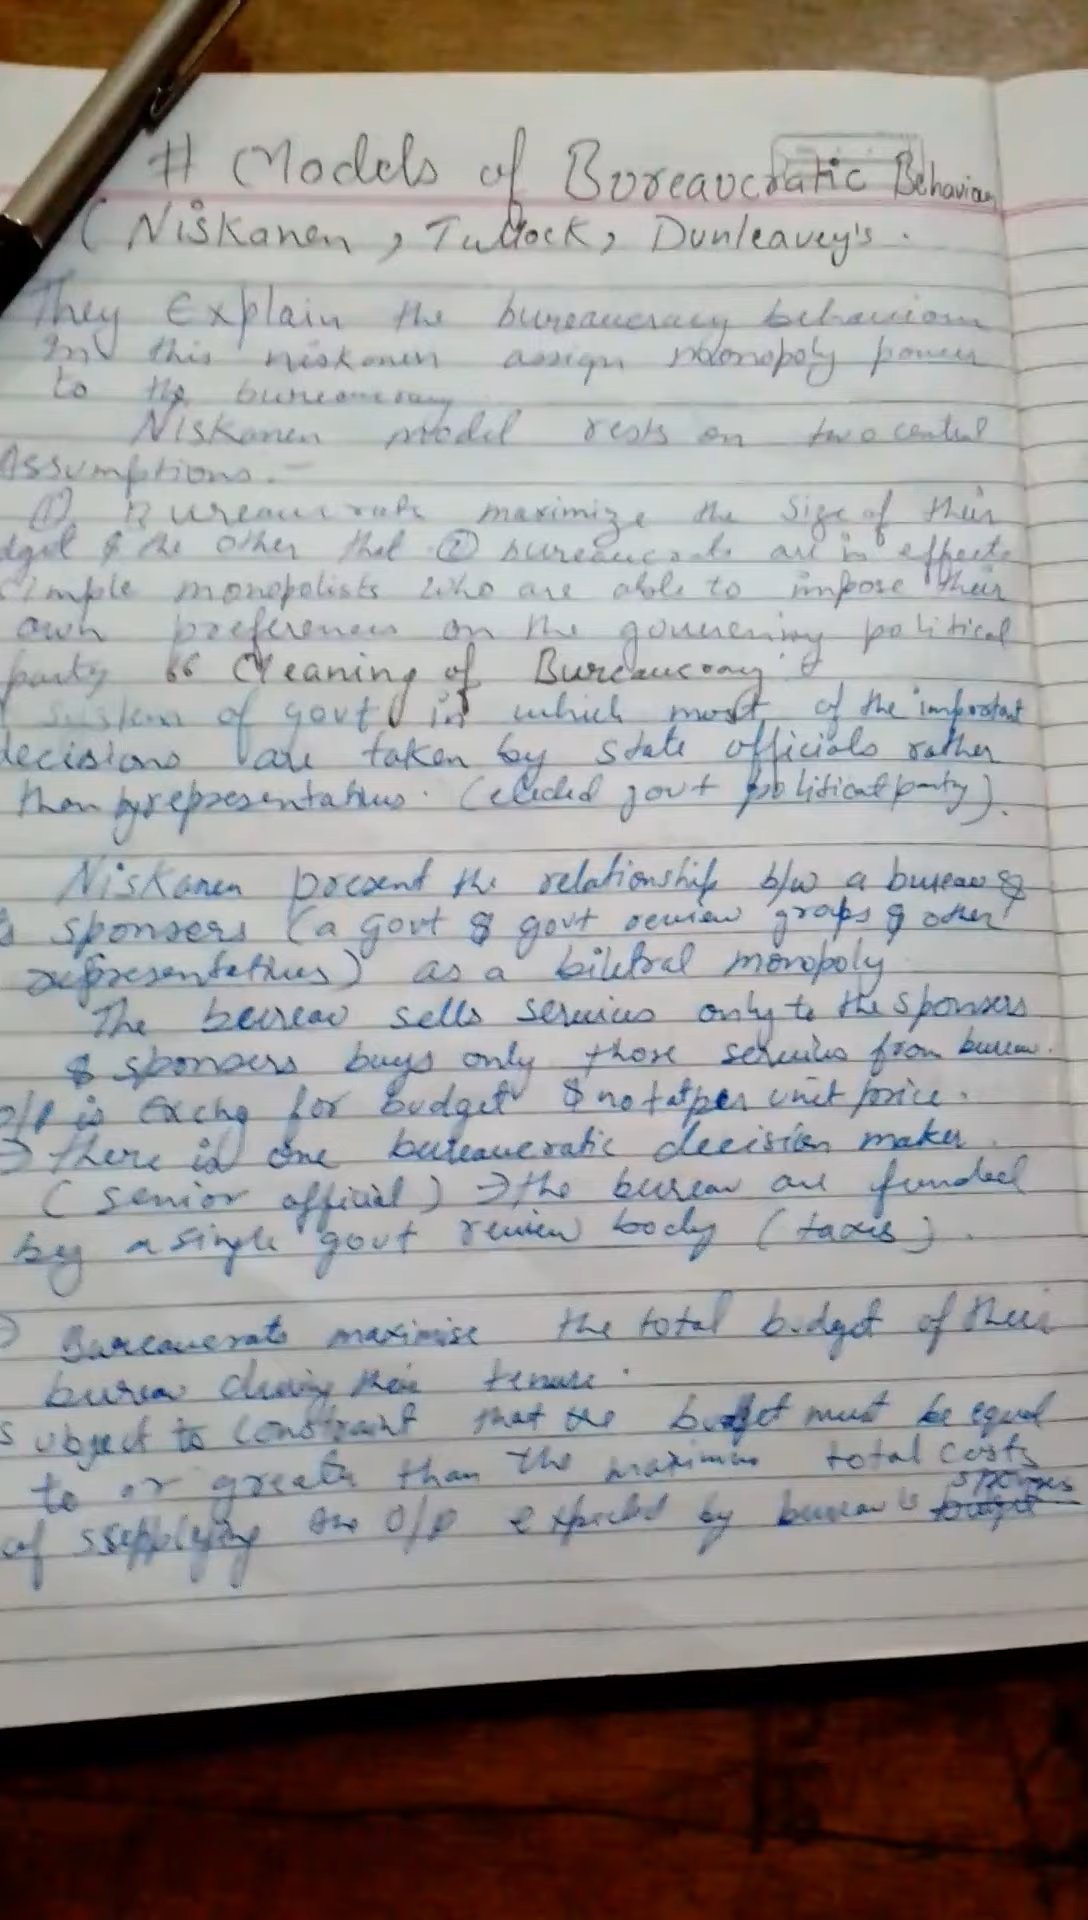 # Models of Bureaucratic Behaviour
(Niskanen, Tullock, Dunleavey's.
They Explain the bureaucracy behaviour
In this niskanen assign monopoly power
to the bureaucracy
Niskanen model rests on two central
Assumptions.-
① Bureaucrats maximize the Size of their
dget & the other that ② bureaucrats are in effect
simple monopolists who are able to impose their
own preferences on the governing political
party "Meaning of Bureaucracy:
system of govt in which most of the important
decisions are taken by state officials rather
than by representatives. (elected govt political party).
Niskanen present the relationship b/w a bureau &
s sponsers (a govt & govt review groups & other
representatives) as a biletral monopoly
The bureau sells services only to the sponsers
& sponsers buys only those services from bureau.
o/p is Exchg for budget & not at per unit price.
→ there is one bureaucratic decision maker.
(senior official) → the bureau are funded
by a single govt review body (taxes).
Bureaucrats maximise the total budget of their
bureau during their tenure.
Subject to constraint that the budget must be equal
to or greater than the maximum total costs
of supplying the o/p expected by bureau's